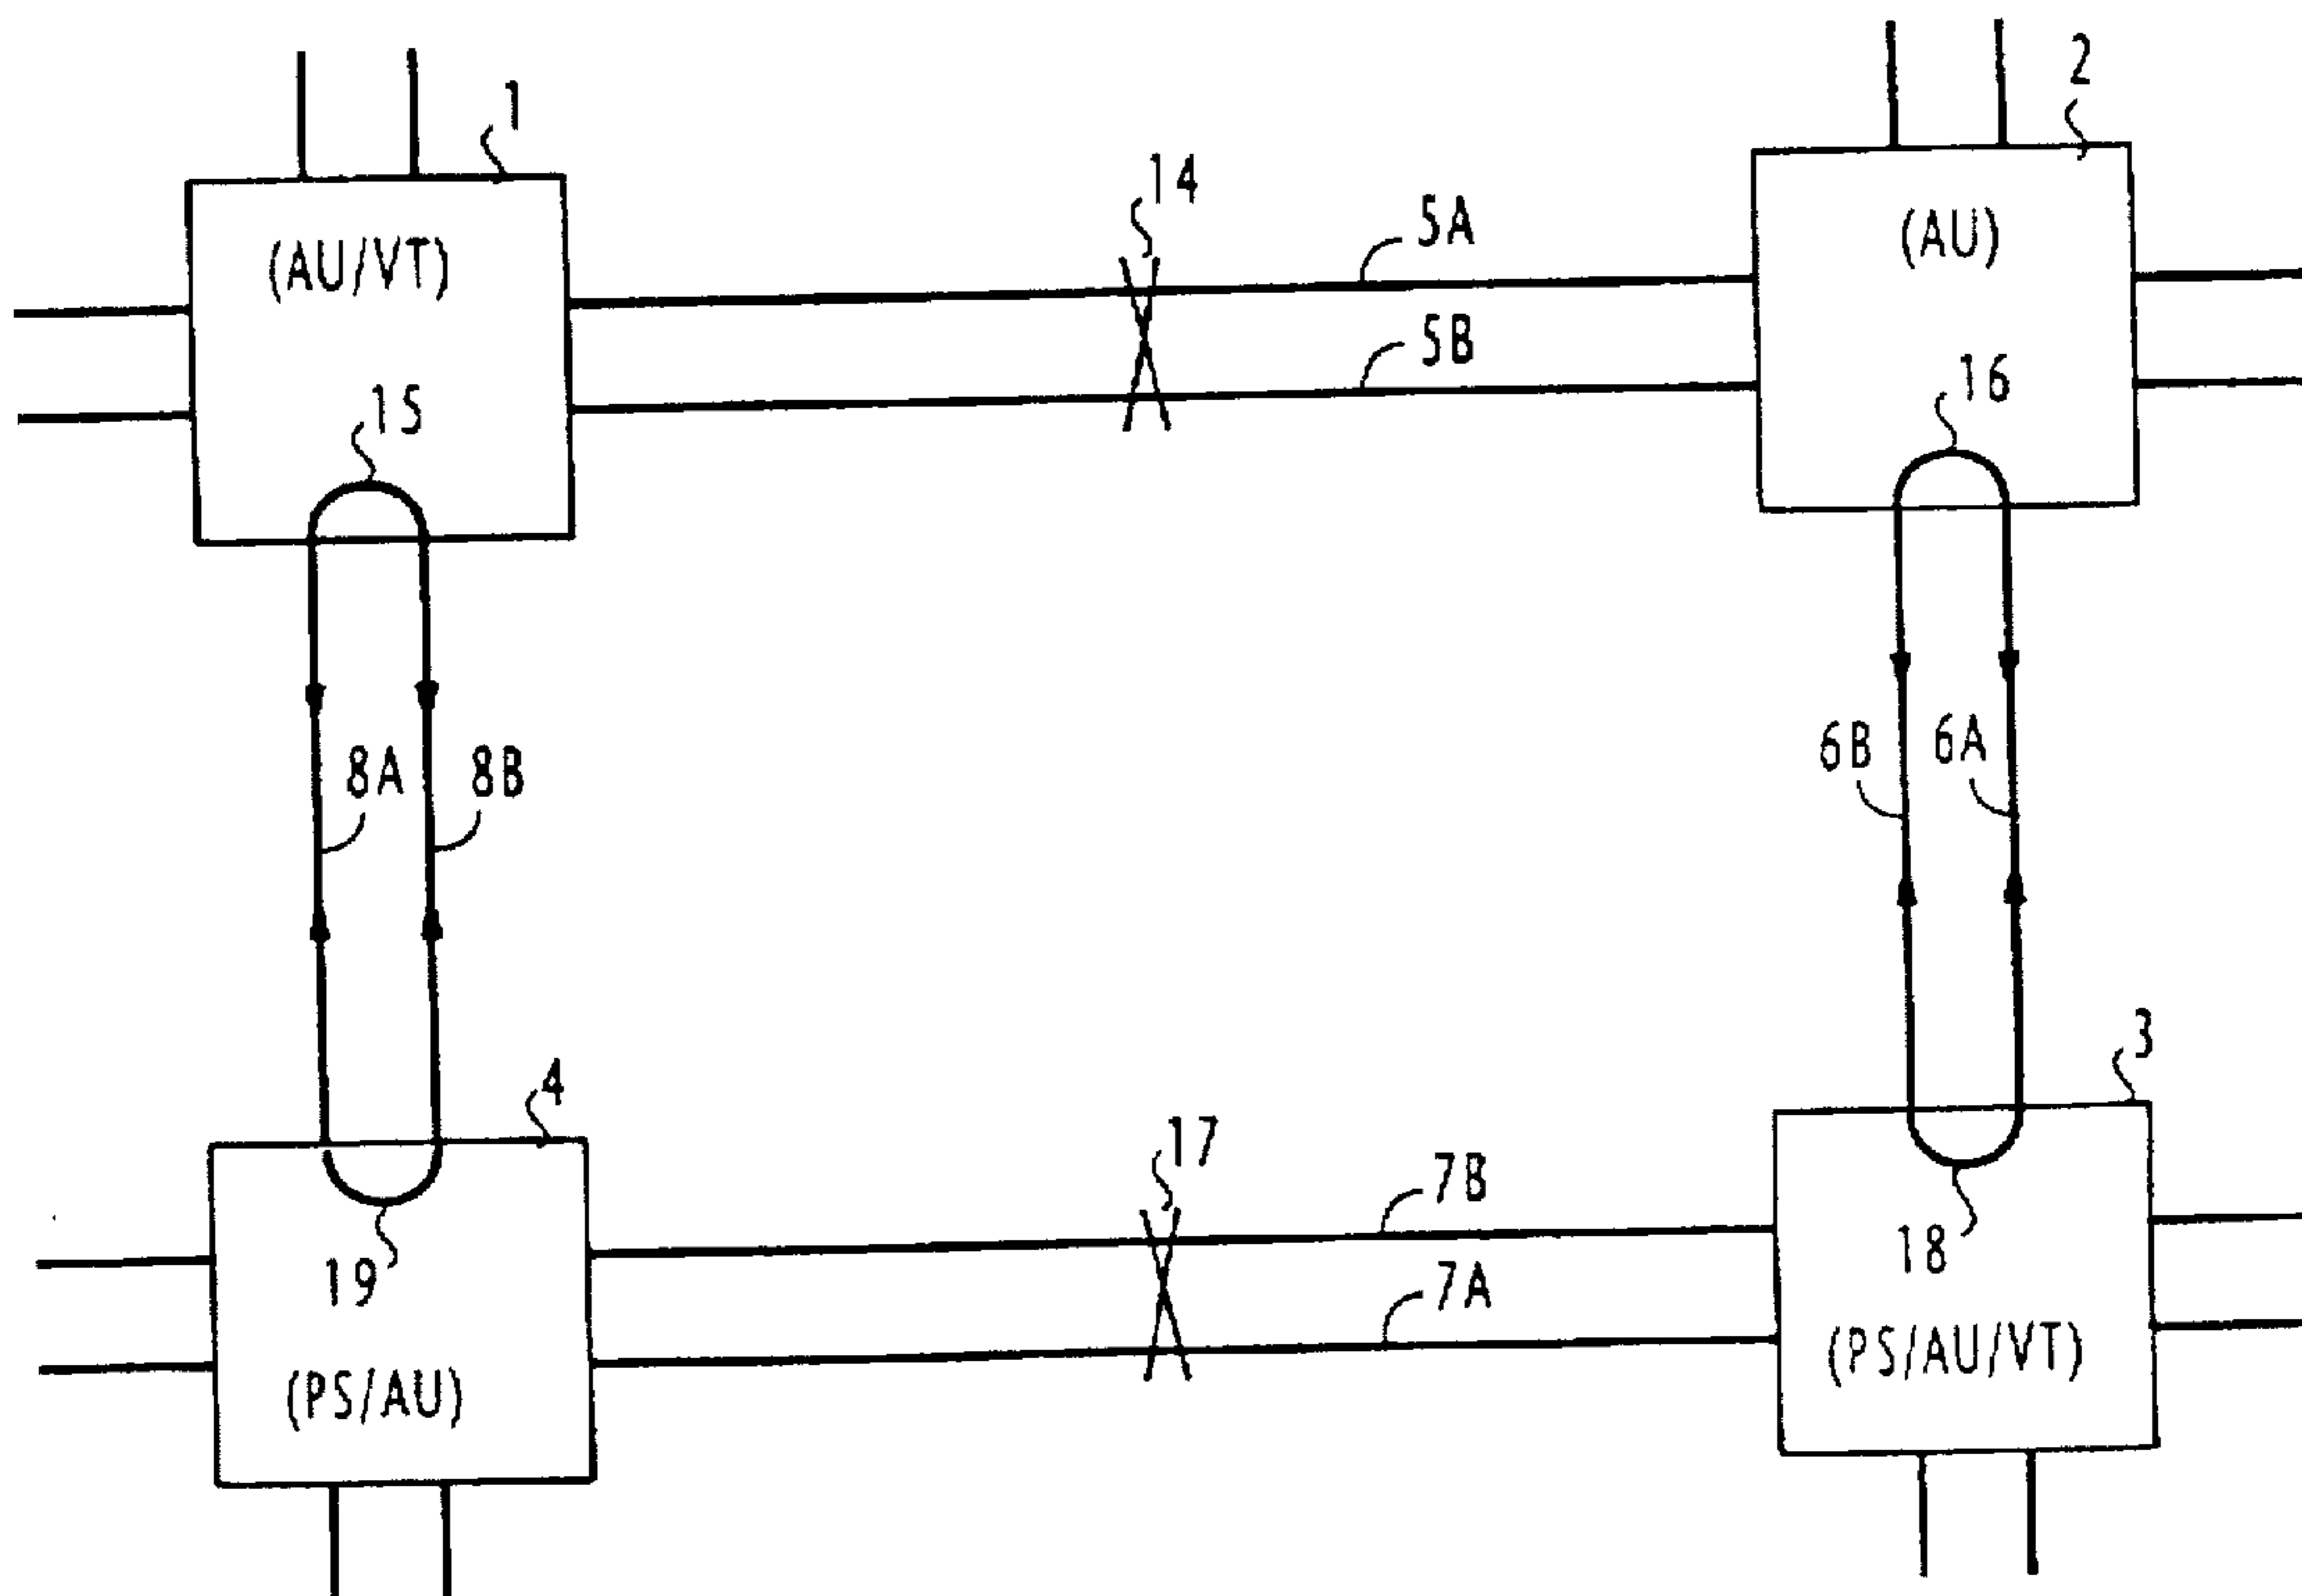 1
2
(AU/VT)
14
5A
(AU)
5B
15
16
8A
8B
6B
6A
4
3
17
7B
7A
19
18
(PS/AU)
(PS/AU/VT)